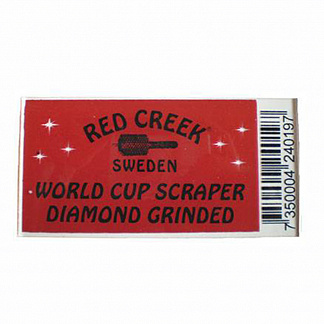 RED CREEK
SWEDEN
WORLD CUP SCRAPER
DIAMOND GRINDED
7 350004 240197